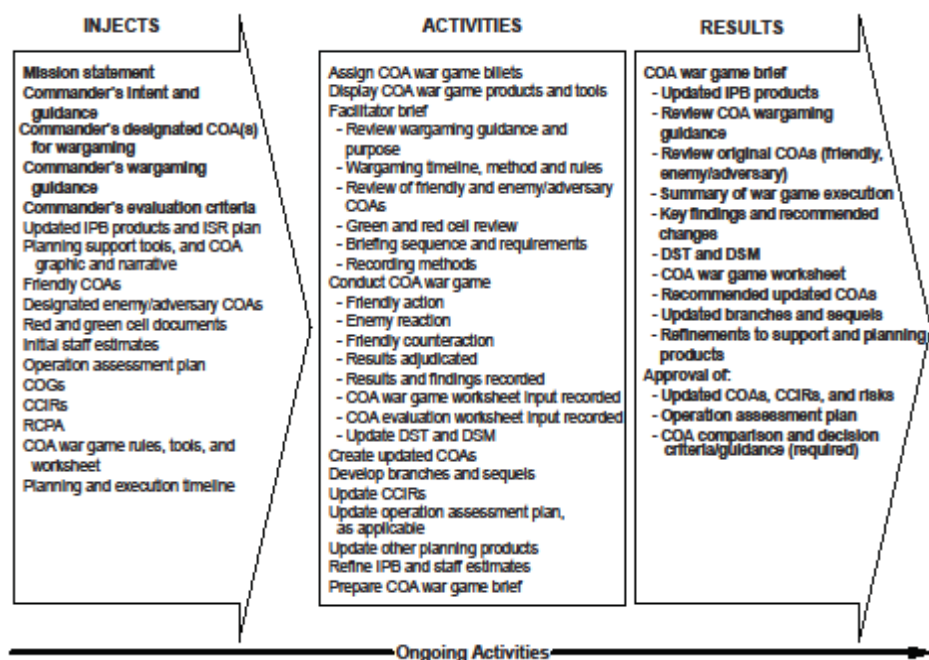 INJECTS
Mission statement
Commander's intent and
guidance
Commander's designated COA(s)
for wargaming
Commander's wargaming
guidance
Commander's evaluation criteria
Updated IPB products and ISR plan
Planning support tools, and COA
graphic and narrative
Friendly COAs
Designated enemy/adversary COAs
Red and green cell documents
Initial staff estimates
Operation assessment plan
COGs
CCIRs
RCPA
COA war game rules, tools, and
worksheet
Planning and execution timeline
ACTIVITIES
Assign COA war game billets
Display COA war game products and tools
Facilitator brief
- Review wargaming guidance and
purpose
- Wargaming timeline, method and rules
- Review of friendly and enemy/adversary
COAs
- Green and red cell review
- Briefing sequence and requirements
- Recording methods
Conduct COA war game
- Friendly action
- Enemy reaction
- Friendly counteraction
- Results adjudicated
- Results and findings recorded
- COA war game worksheet input recorded
- COA evaluation worksheet input recorded
- Update DST and DSM
Create updated COAs
Develop branches and sequels
Update CCIRs
Update operation assessment plan,
as applicable
Update other planning products
Refine IPB and staff estimates
Prepare COA war game brief
RESULTS
COA war game brief
- Updated IPB products
- Review COA wargaming
guidance
- Review original COAs (friendly,
enemy/adversary)
- Summary of war game execution
- Key findings and recommended
changes
- DST and DSM
- COA war game worksheet
- Recommended updated COAs
- Updated branches and sequels
- Refinements to support and planning
products
Approval of:
- Updated COAs, CCIRs, and risks
- Operation assessment plan
- COA comparison and decision
criteria/guidance (required)
Ongoing Activities